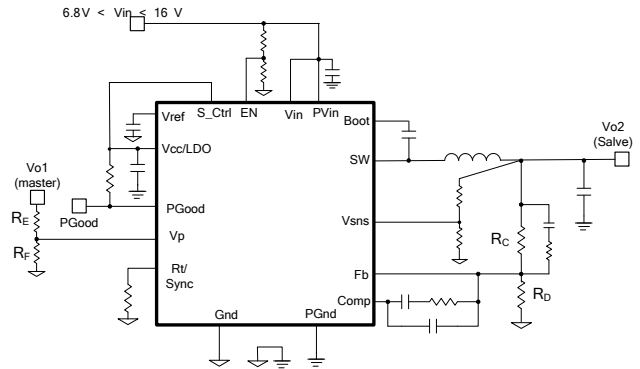 6.8V < Vin < 16 V
S_Ctrl EN Vin PVin
Vref
Boot
Vo2
(Salve)
Vcc/LDO
SW
Vo1
(master)
RE
PGood
PGood
Vsns
RC
RF
Vp
Rt/
Sync
Fb
RD
Comp
Gnd
PGnd